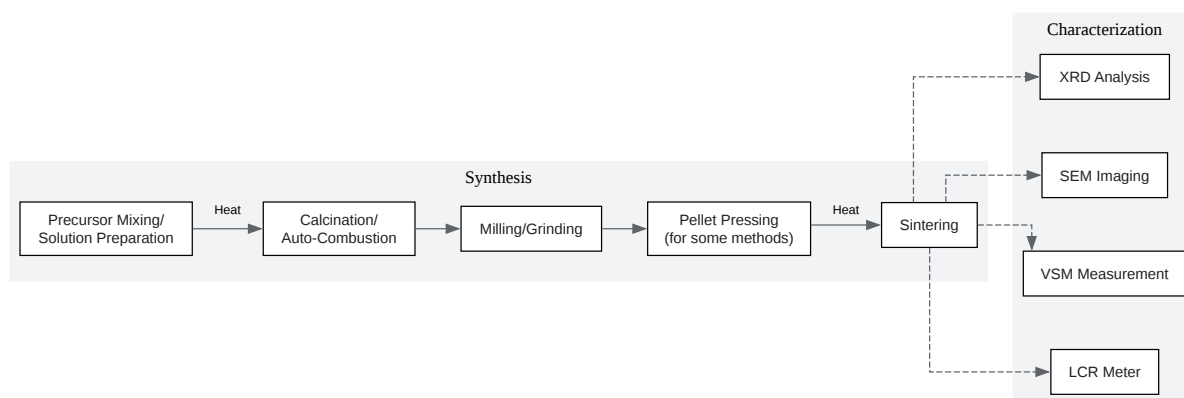 Characterization
XRD Analysis
SEM Imaging
Synthesis
Precursor Mixing/
Solution Preparation
Heat
Calcination/
Auto-Combustion
Milling/Grinding
Pellet Pressing
(for some methods)
Heat
Sintering
VSM Measurement
LCR Meter